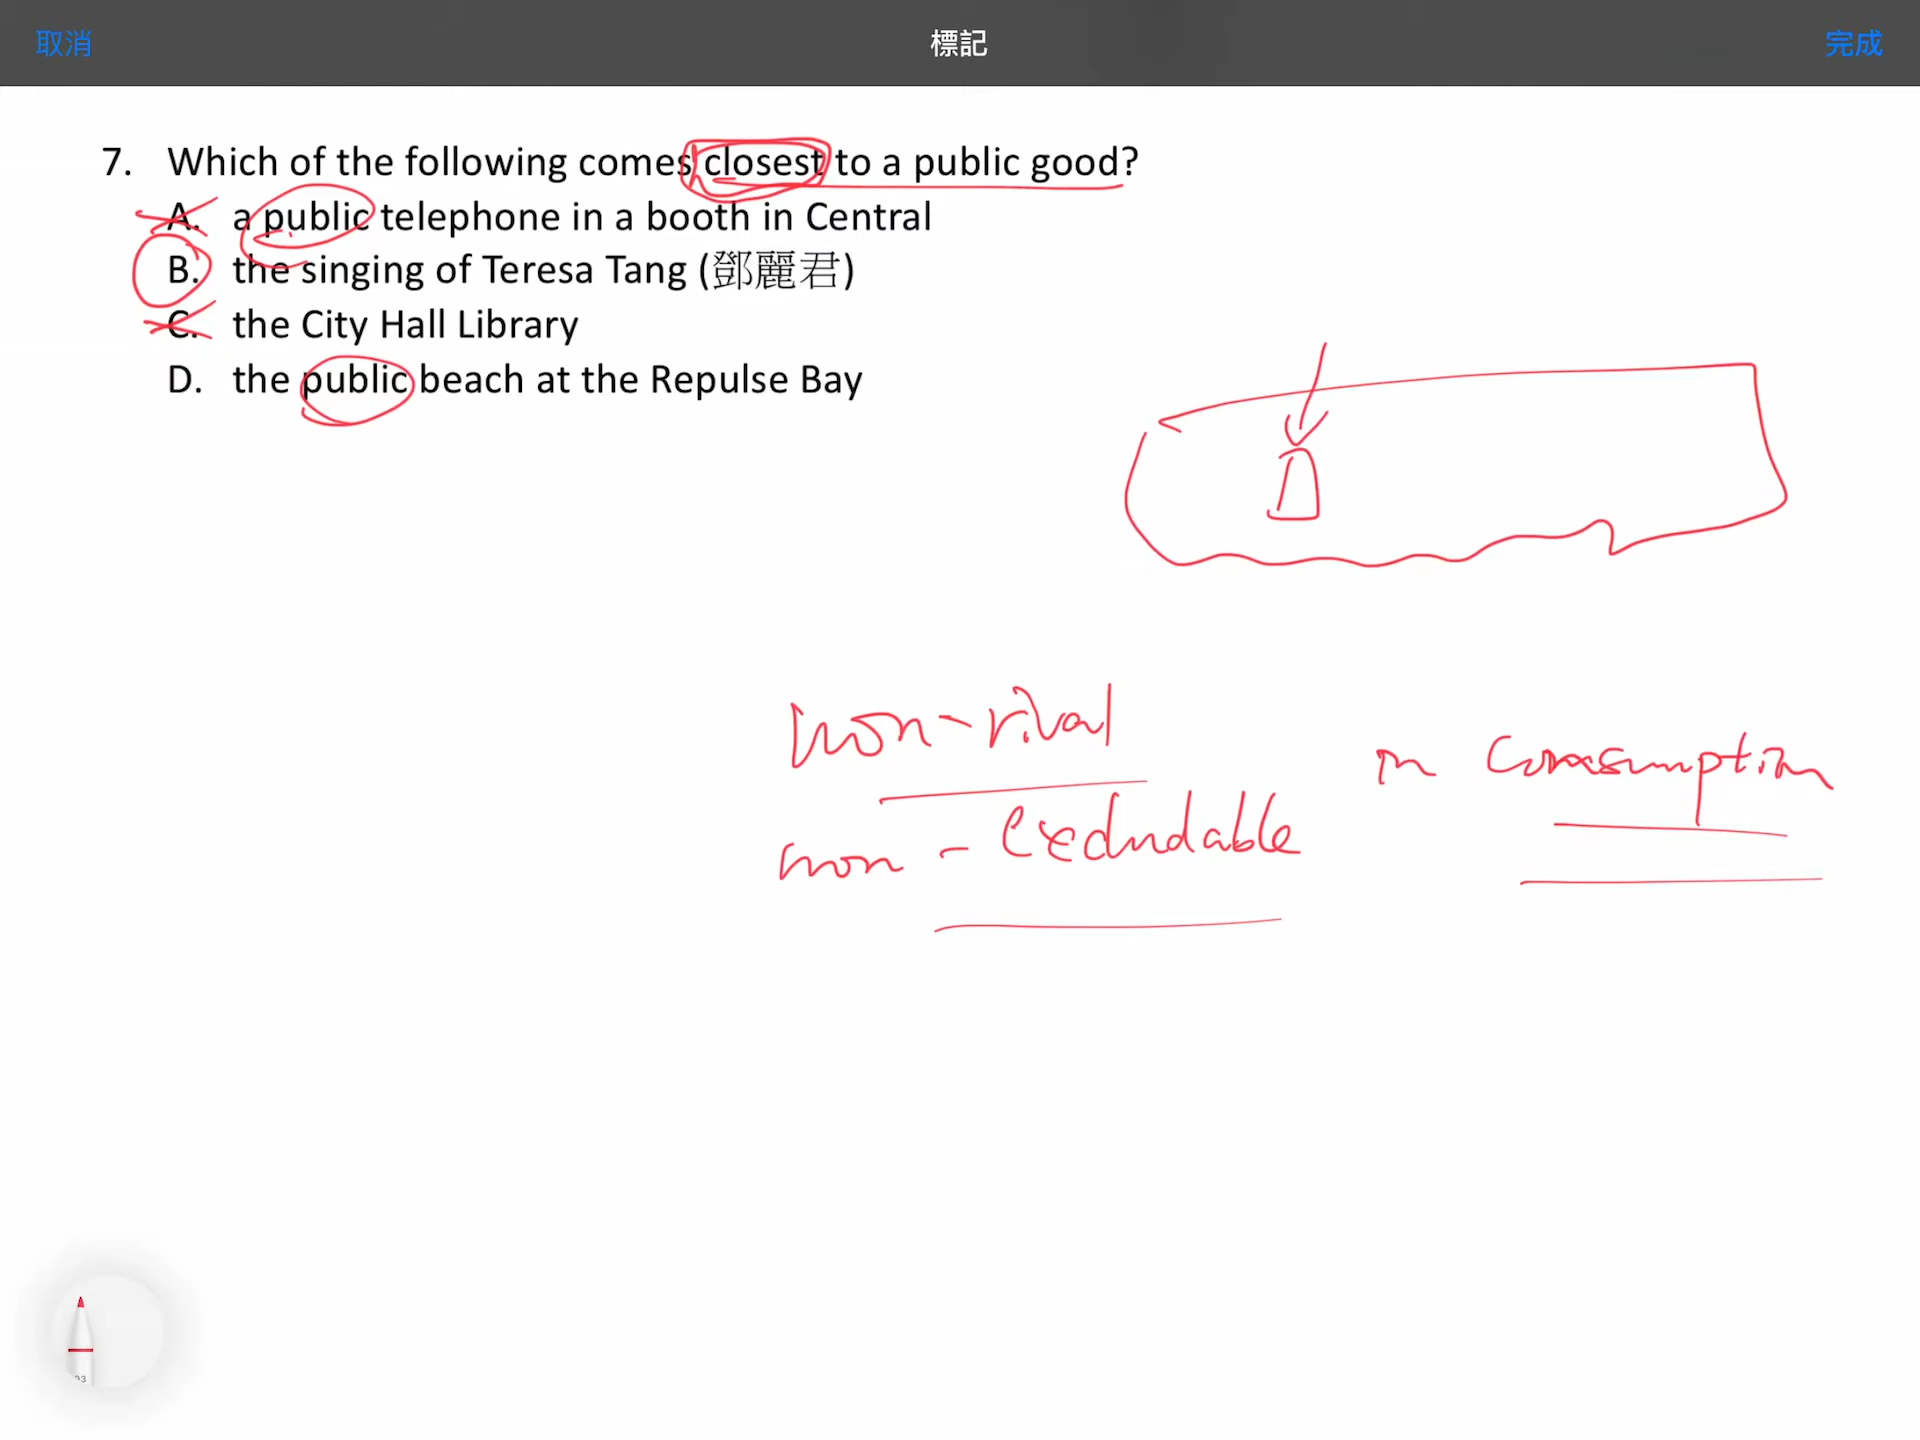 取消 標記 完成
7. Which of the following comes closest to a public good?
A. a public telephone in a booth in Central
B. the singing of Teresa Tang (鄧麗君)
C. the City Hall Library
D. the public beach at the Repulse Bay
non-rival
in consumption
non-excludable